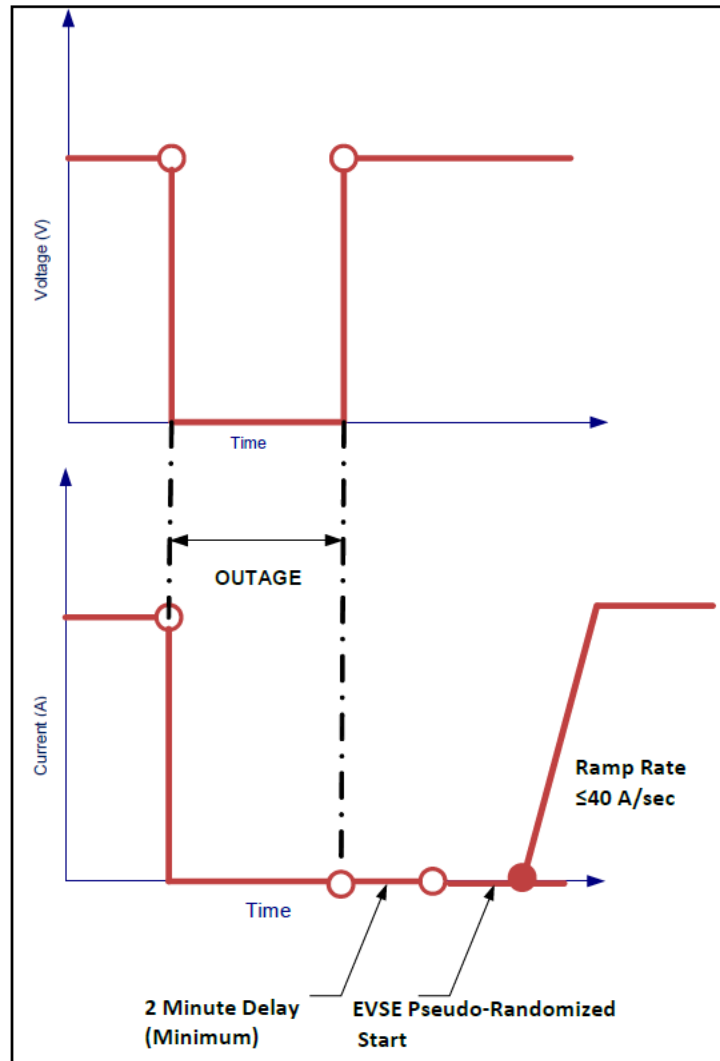 Voltage (V)
Time
OUTAGE
Current (A)
Ramp Rate
≤40 A/sec
Time
2 Minute Delay
(Minimum)
EVSE Pseudo-Randomized
Start